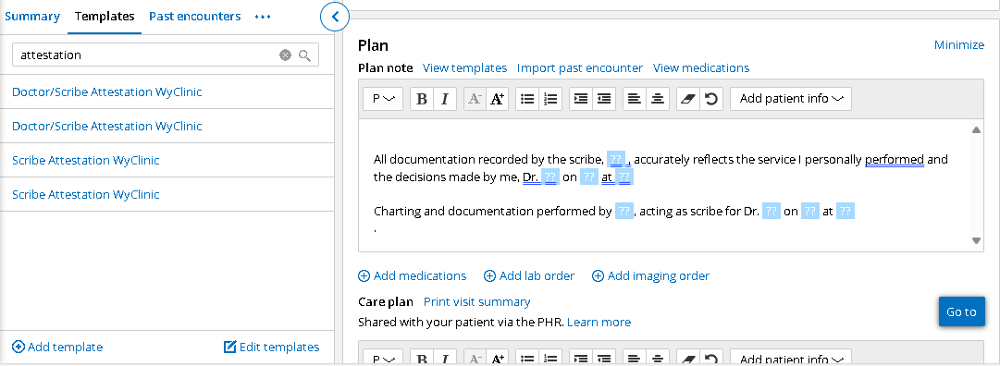 Summary Templates Past encounters
attestation
Doctor/Scribe Attestation WyClinic
Doctor/Scribe Attestation WyClinic
Scribe Attestation WyClinic
Scribe Attestation WyClinic
Add template Edit templates
Plan Minimize
Plan note View templates Import past encounter View medications
P B I A- A+ Add patient info
All documentation recorded by the scribe, ?? , accurately reflects the service I personally performed and
the decisions made by me, Dr. ?? on ?? at ??
Charting and documentation performed by ??, acting as scribe for Dr. ?? on ?? at ??
.
Add medications Add lab order Add imaging order
Care plan Print visit summary
Go to
Shared with your patient via the PHR. Learn more
P B I A- A+ Add patient info